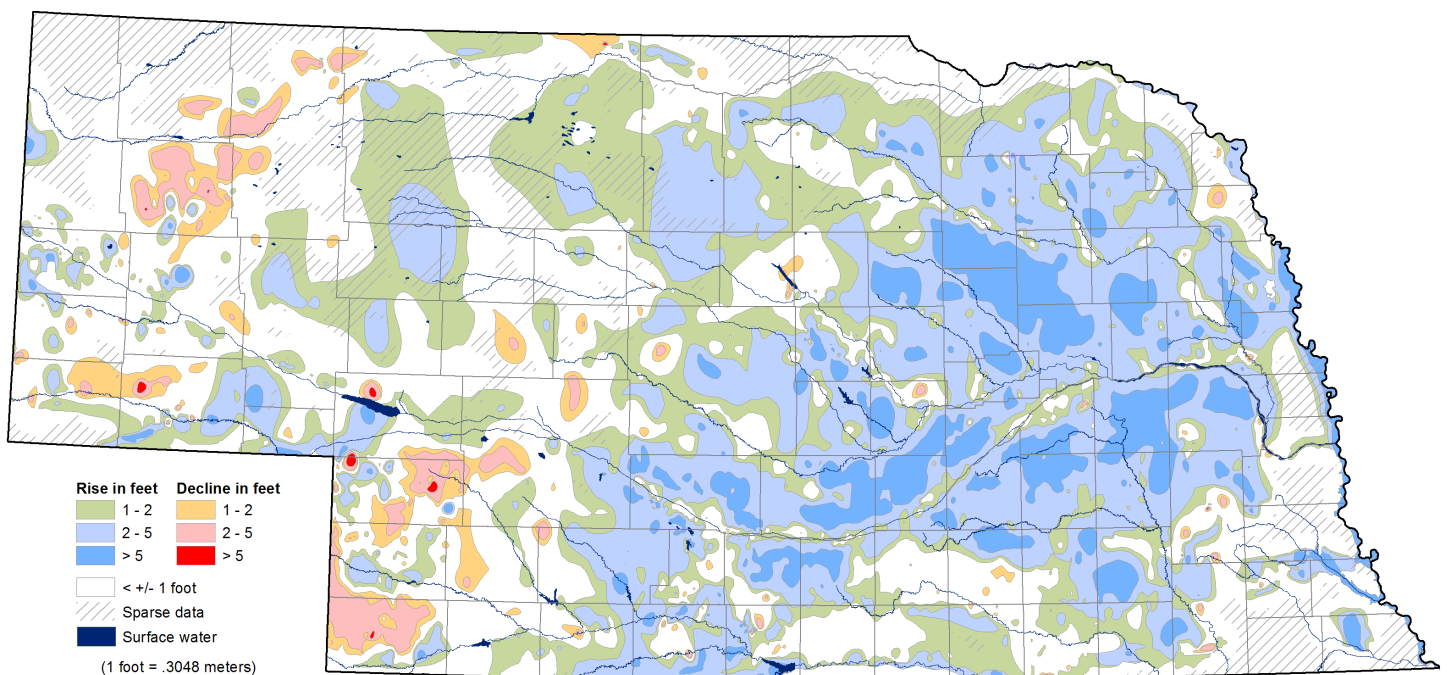 Rise in feet Decline in feet
1 - 2 1 - 2
2 - 5 2 - 5
> 5 > 5
< +/- 1 foot
Sparse data
Surface water
(1 foot = .3048 meters)